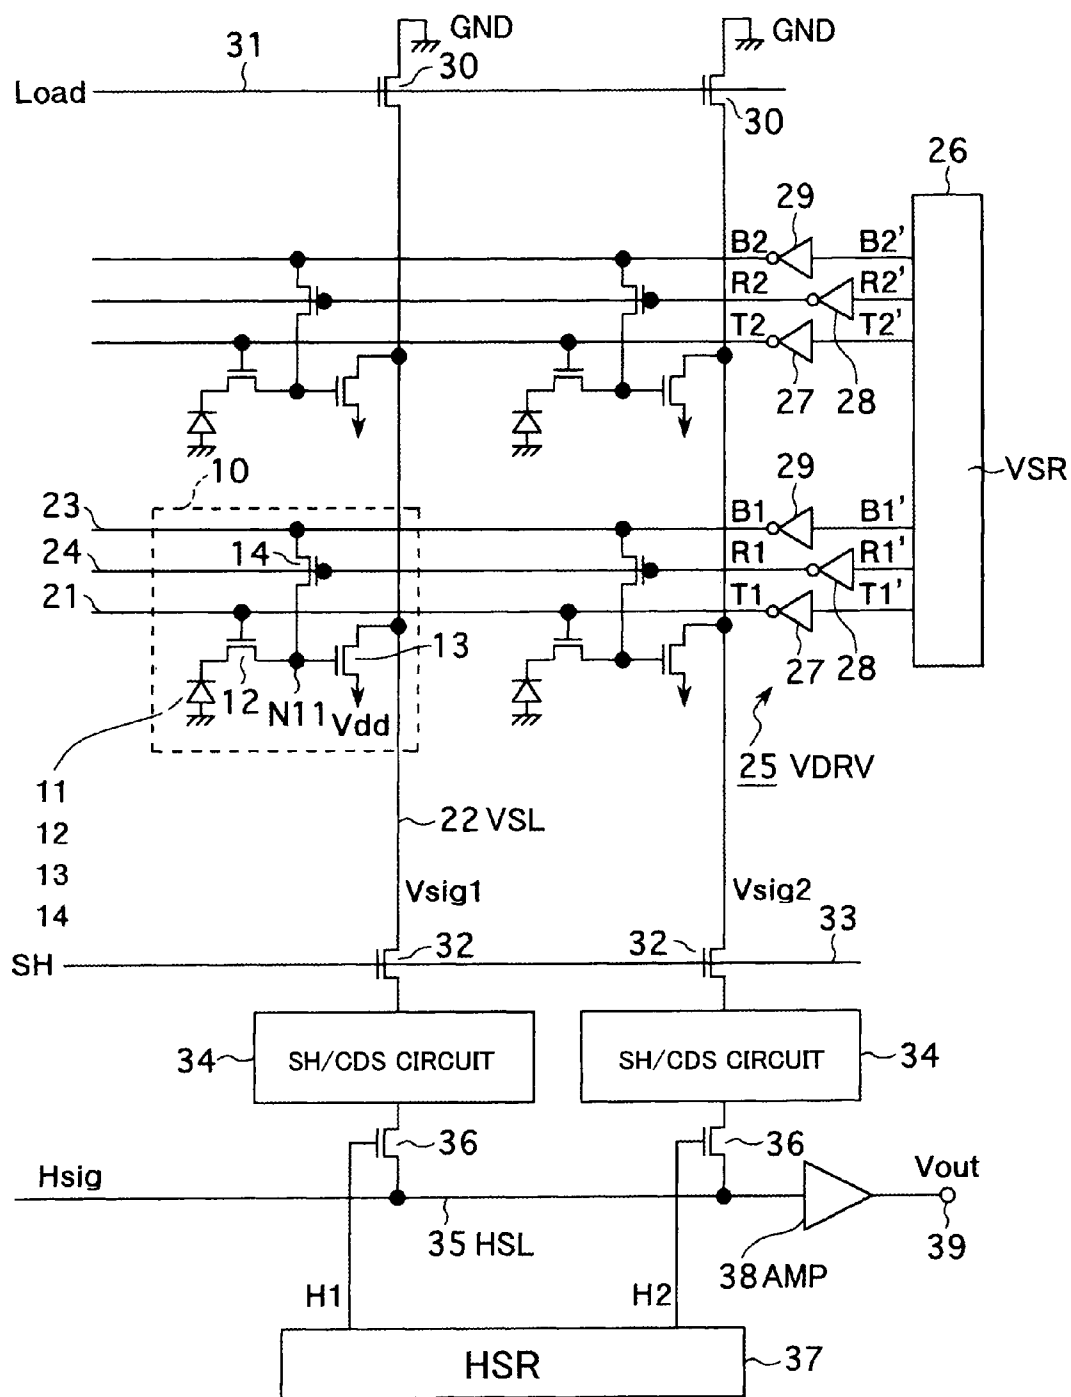 GND
GND
31
30
Load
30
26
29
B2
B2'
R2
R2'
T2
T2'
27
28
10
VSR
29
23
B1
B1'
24
14
R1
R1'
21
T1
T1'
13
12
N11
Vdd
27
28
25 VDRV
11
12
13
14
22 VSL
Vsig1
Vsig2
33
32
32
SH
34
SH/CDS CIRCUIT
SH/CDS CIRCUIT
34
36
36
Hsig
Vout
35 HSL
38 AMP
39
H1
H2
HSR
37